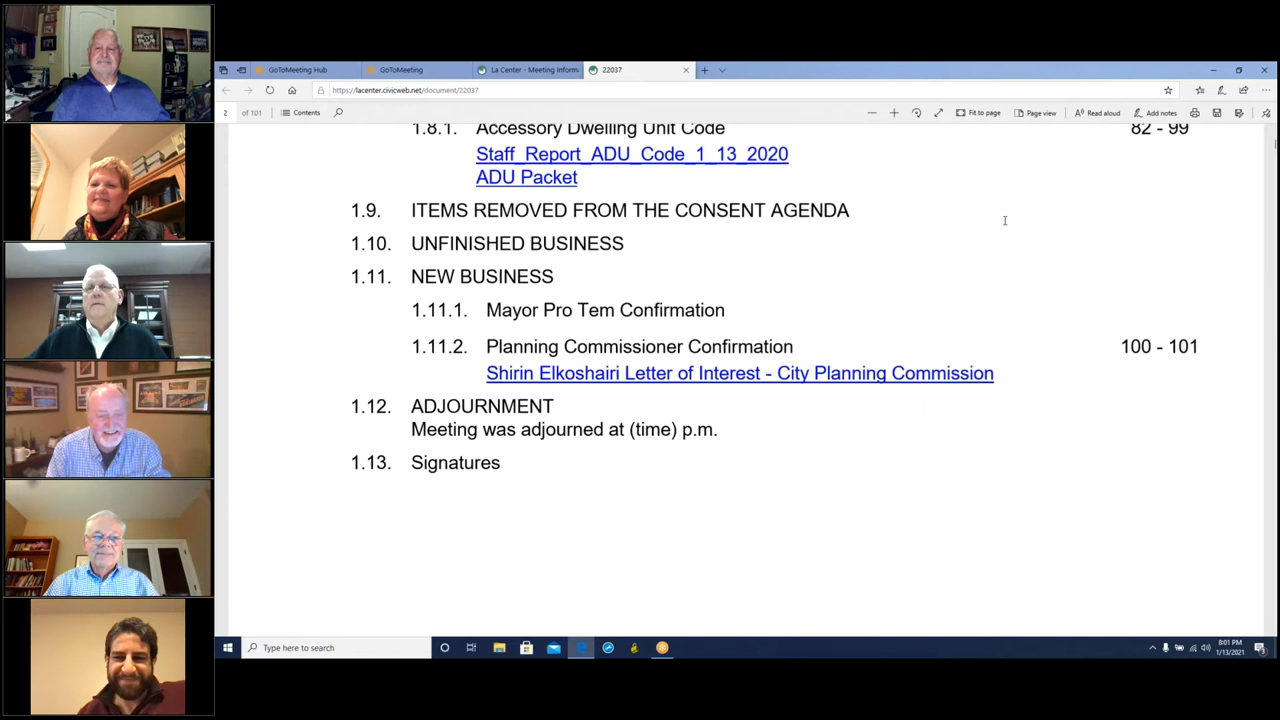 GoToMeeting Hub
GoToMeeting
La Center - Meeting Inform
22037
https://lacenter.civicweb.net/document/22037
2 of 101
Contents
Fit to page
Page view
Read aloud
Add notes
1.8.1. Accessory Dwelling Unit Code 82 - 99
Staff_Report_ADU_Code_1_13_2020
ADU Packet
1.9. ITEMS REMOVED FROM THE CONSENT AGENDA
1.10. UNFINISHED BUSINESS
1.11. NEW BUSINESS
1.11.1. Mayor Pro Tem Confirmation
1.11.2. Planning Commissioner Confirmation 100 - 101
Shirin Elkoshairi Letter of Interest - City Planning Commission
1.12. ADJOURNMENT
Meeting was adjourned at (time) p.m.
1.13. Signatures
Type here to search
8:01 PM
1/13/2021